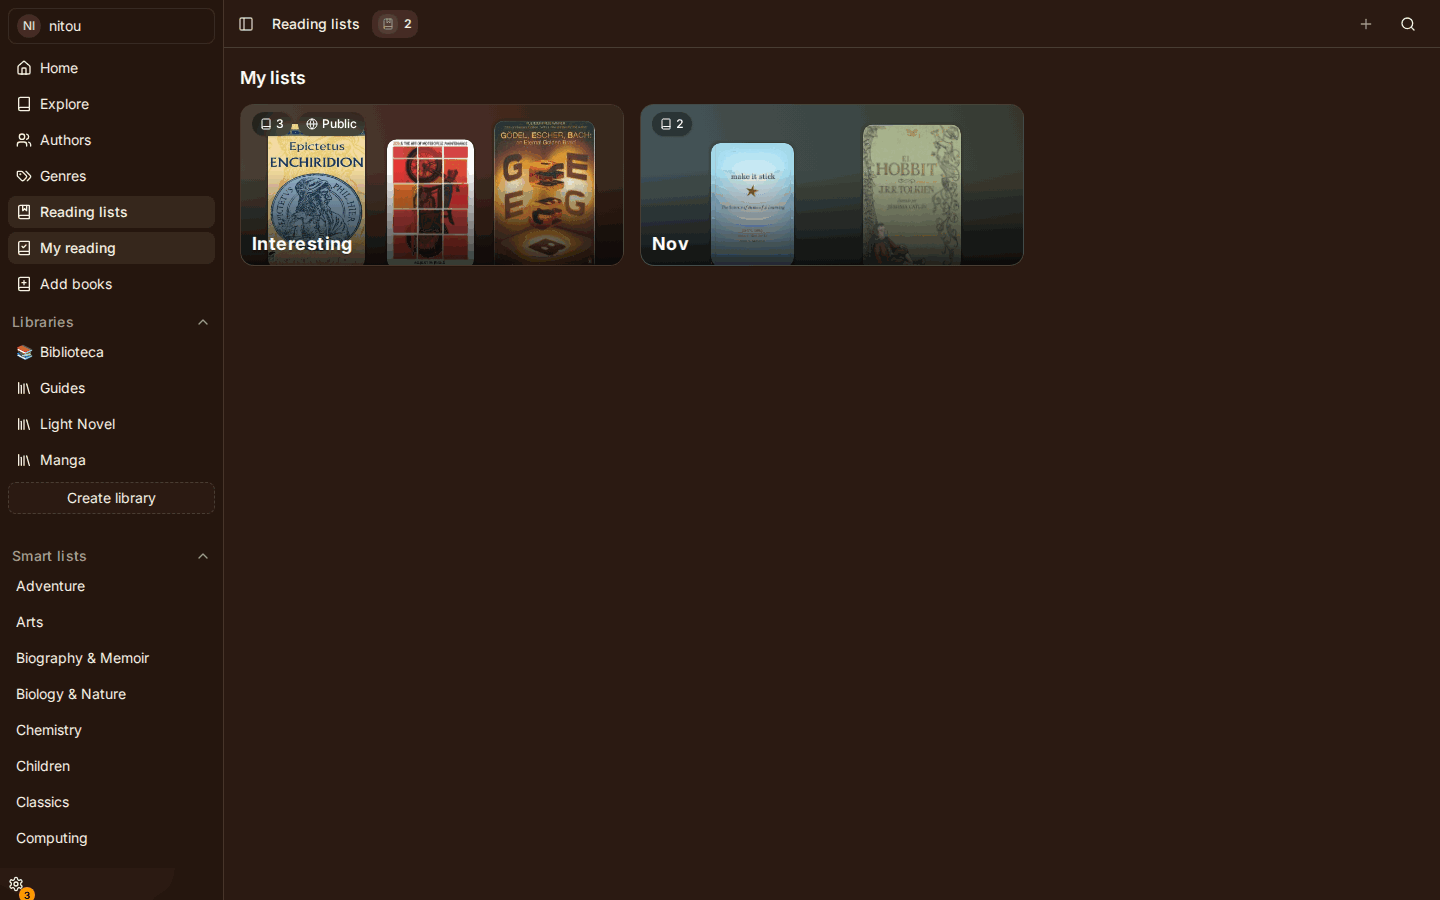 NI nitou
Home
Explore
Authors
Genres
Reading lists
My reading
Add books
Libraries
Biblioteca
Guides
Light Novel
Manga
Create library
Smart lists
Adventure
Arts
Biography & Memoir
Biology & Nature
Chemistry
Children
Classics
Computing
3
Reading lists 2
My lists
3 Public
Epictetus
ENCHIRIDION
GÖDEL, ESCHER, BACH:
G E
E G
B
Interesting
2
make it stick
EL
HOBBIT
J.R.R. TOLKIEN
Nov